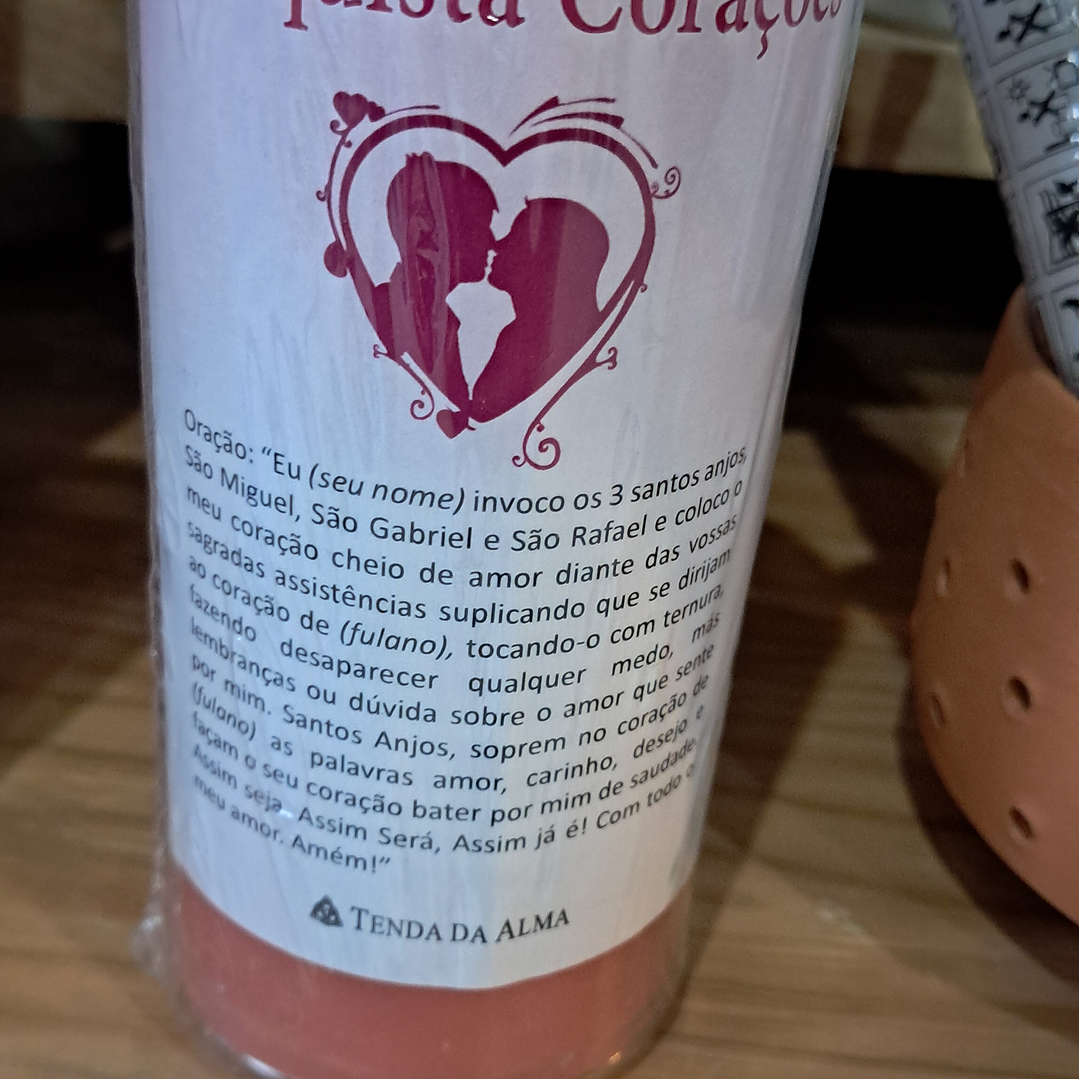 quista Corações
Oração: “Eu (seu nome) invoco os 3 santos anjos,
São Miguel, São Gabriel e São Rafael e coloco o
meu coração cheio de amor diante das vossas
sagradas assistências suplicando que se dirijam
ao coração de (fulano), tocando-o com ternura,
fazendo desaparecer qualquer medo, más
lembranças ou dúvida sobre o amor que sente
por mim. Santos Anjos, soprem no coração de
(fulano) as palavras amor, carinho, desejo e
façam o seu coração bater por mim de saudade.
Assim seja, Assim Será, Assim já é! Com todo o
meu amor. Amém!”
TENDA DA ALMA